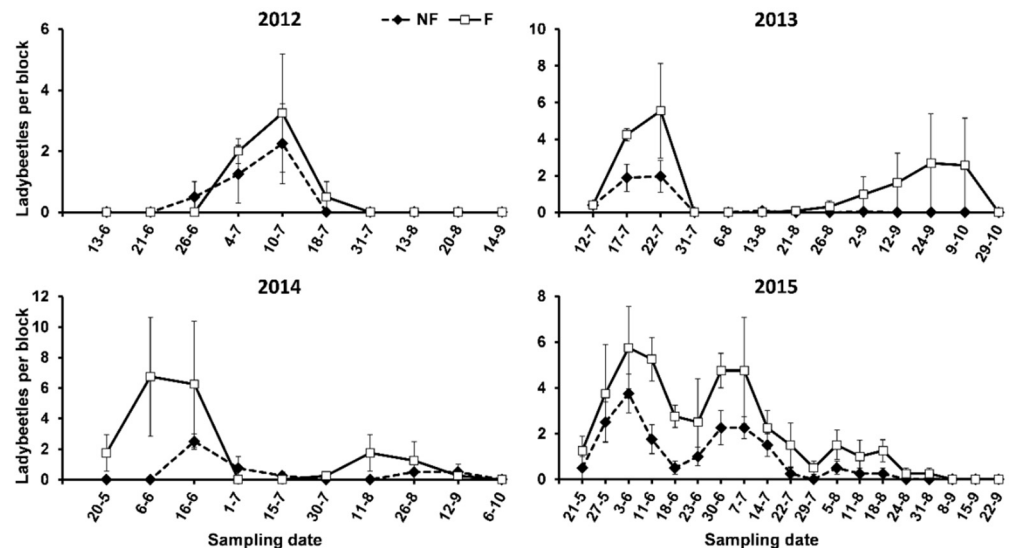 2012
NF F
2013
Ladybeetles per block
6
4
2
0
13-6 21-6 26-6 4-7 10-7 18-7 31-7 13-8 20-8 14-9
10
8
6
4
2
0
12-7 17-7 22-7 31-7 6-8 13-8 21-8 26-8 2-9 12-9 24-9 9-10 29-10
2014
2015
Ladybeetles per block
12
10
8
6
4
2
0
20-5 6-6 16-6 1-7 15-7 30-7 11-8 26-8 12-9 6-10
Sampling date
8
6
4
2
0
21-5 27-5 3-6 11-6 18-6 23-6 30-6 7-7 14-7 22-7 29-7 5-8 11-8 18-8 24-8 31-8 8-9 15-9 22-9
Sampling date